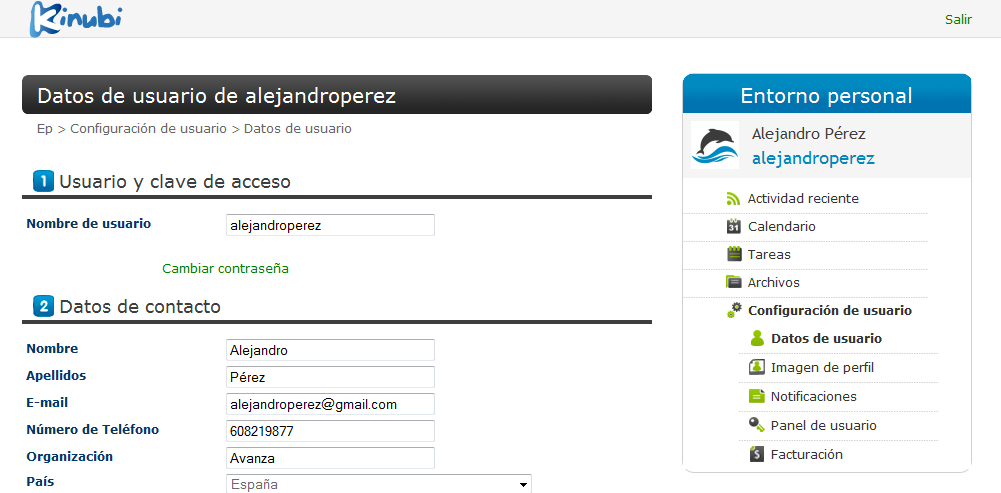 Kinubi
Salir
Datos de usuario de alejandroperez
Ep > Configuración de usuario > Datos de usuario
1 Usuario y clave de acceso
Nombre de usuario alejandroperez
Cambiar contraseña
2 Datos de contacto
Nombre Alejandro
Apellidos Pérez
E-mail alejandroperez@gmail.com
Número de Teléfono 608219877
Organización Avanza
País España
Entorno personal
Alejandro Pérez
alejandroperez
Actividad reciente
31 Calendario
Tareas
Archivos
Configuración de usuario
Datos de usuario
Imagen de perfil
Notificaciones
Panel de usuario
$ Facturación